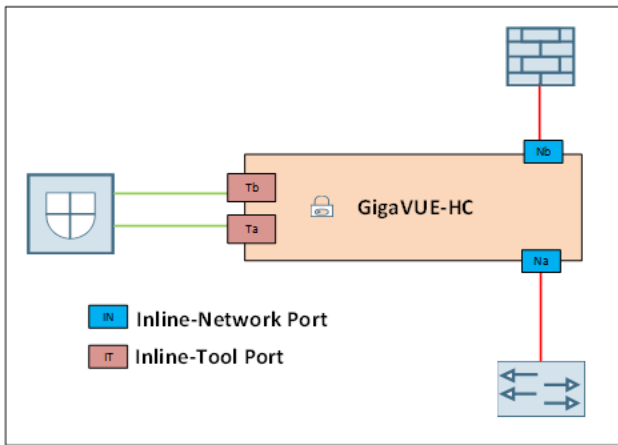 Nb
Tb
GigaVUE-HC
Ta
Na
IN Inline-Network Port
IT Inline-Tool Port